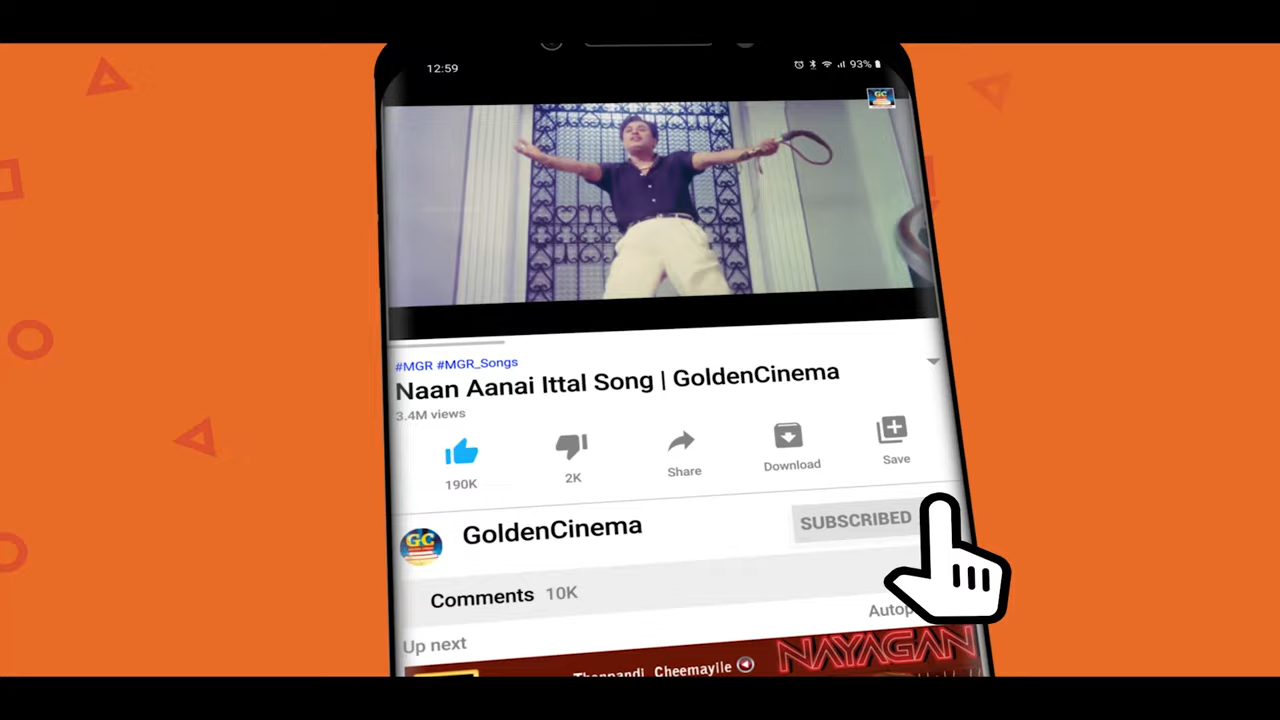 12:59
93%
GC
#MGR #MGR_Songs
Naan Aanai Ittal Song | GoldenCinema
3.4M views
190K
2K
Share
Download
Save
GC
GoldenCinema
SUBSCRIBED
Comments 10K
Up next
NAYAGAN
Cheemayile